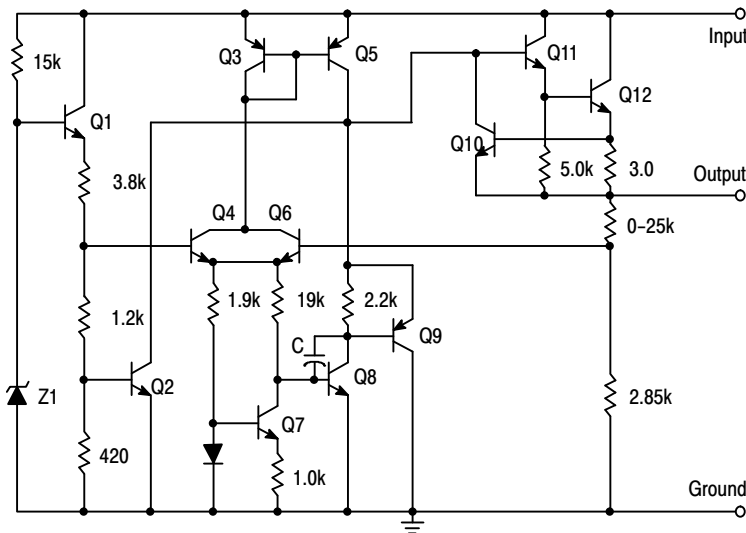 Input
15k
Q3
Q5
Q11
Q12
Q1
Q10
3.8k
5.0k
3.0
Output
Q4
Q6
0–25k
1.9k
19k
2.2k
1.2k
Q9
C
Q8
Z1
Q2
2.85k
Q7
420
1.0k
Ground